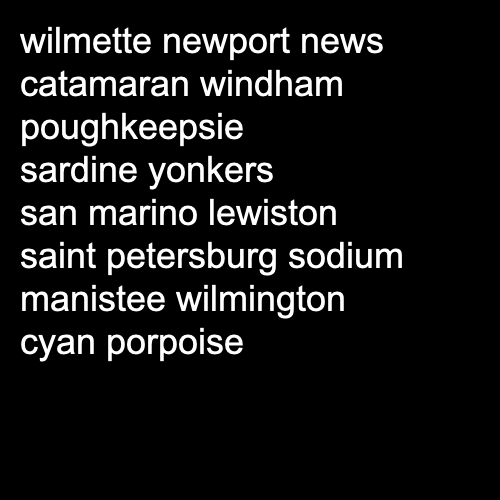 wilmette newport news
catamaran windham
poughkeepsie
sardine yonkers
san marino lewiston
saint petersburg sodium
manistee wilmington
cyan porpoise